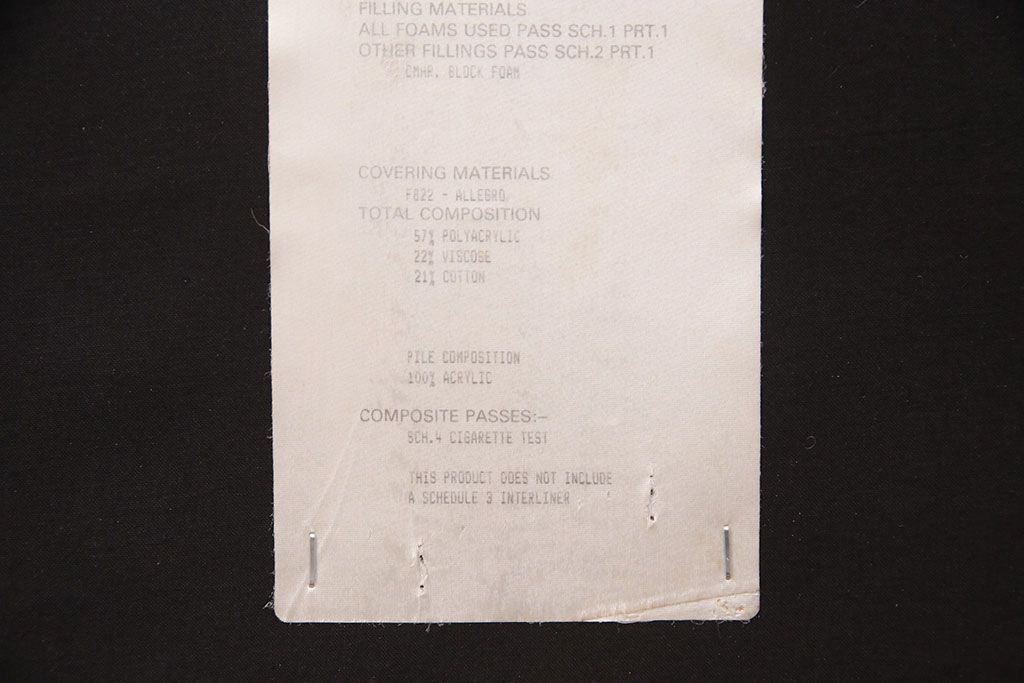 FILLING MATERIALS
ALL FOAMS USED PASS SCH.1 PRT.1
OTHER FILLINGS PASS SCH.2 PRT.1
CMHR. BLOCK FOAM
COVERING MATERIALS
F822 - ALLEGRO
TOTAL COMPOSITION
57% POLYACRYLIC
22% VISCOSE
21% COTTON
PILE COMPOSITION
100% ACRYLIC
COMPOSITE PASSES:-
SCH.4 CIGARETTE TEST
THIS PRODUCT DOES NOT INCLUDE
A SCHEDULE 3 INTERLINER